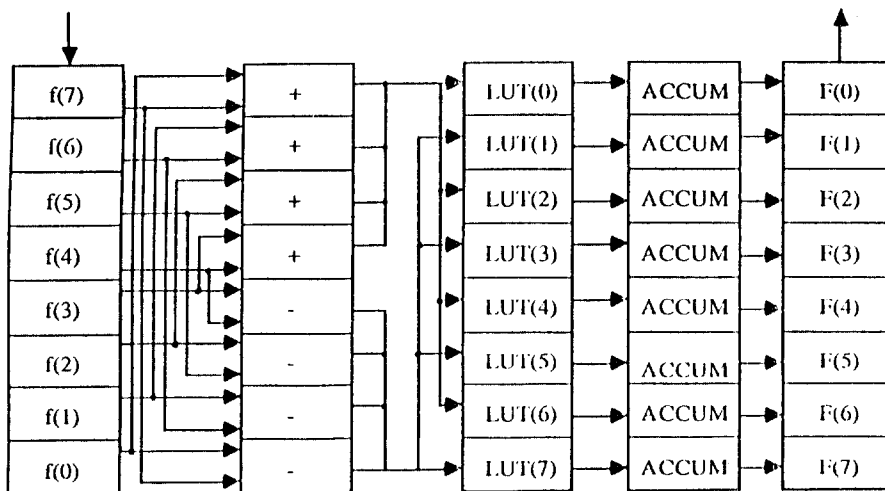 f(7) + LUT(0) ACCUM F(0)
f(6) + LUT(1) ACCUM F(1)
f(5) + LUT(2) ACCUM F(2)
f(4) + LUT(3) ACCUM F(3)
f(3) - LUT(4) ACCUM F(4)
f(2) - LUT(5) ACCUM F(5)
f(1) - LUT(6) ACCUM F(6)
f(0) - LUT(7) ACCUM F(7)